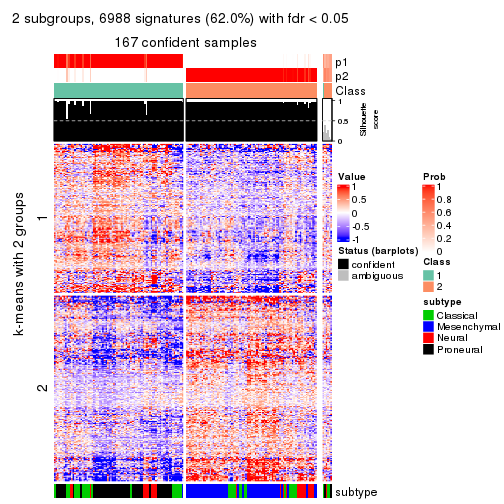 2 subgroups, 6988 signatures (62.0%) with fdr < 0.05
167 confident samples
p1
p2
Class
1
0.5
0
Silhouette
score
k-means with 2 groups
1
2
Value
1
0.5
0
-0.5
-1
Status (barplots)
confident
ambiguous
Prob
1
0.8
0.6
0.4
0.2
0
Class
1
2
subtype
Classical
Mesenchymal
Neural
Proneural
subtype